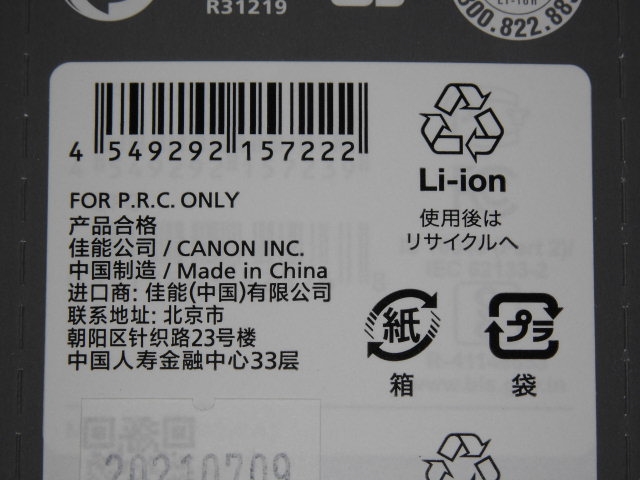 R31219
4 549292 157222
FOR P.R.C. ONLY
产品合格
佳能公司 / CANON INC.
中国制造 / Made in China
进口商: 佳能(中国)有限公司
联系地址: 北京市
朝阳区针织路23号楼
中国人寿金融中心33层
Li-ion
使用後は
リサイクルへ
紙
箱
プラ
袋
20210709